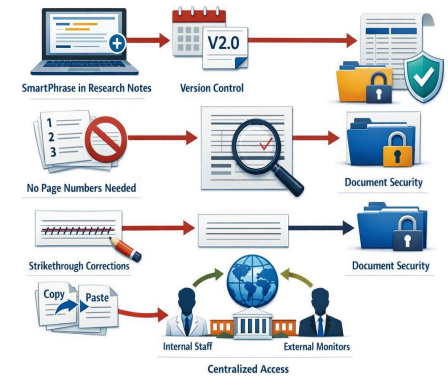 V2.0
SmartPhrase in Research Notes
Version Control
1
2
3
No Page Numbers Needed
Document Security
Strikethrough Corrections
Document Security
Copy
Paste
Internal Staff
External Monitors
Centralized Access